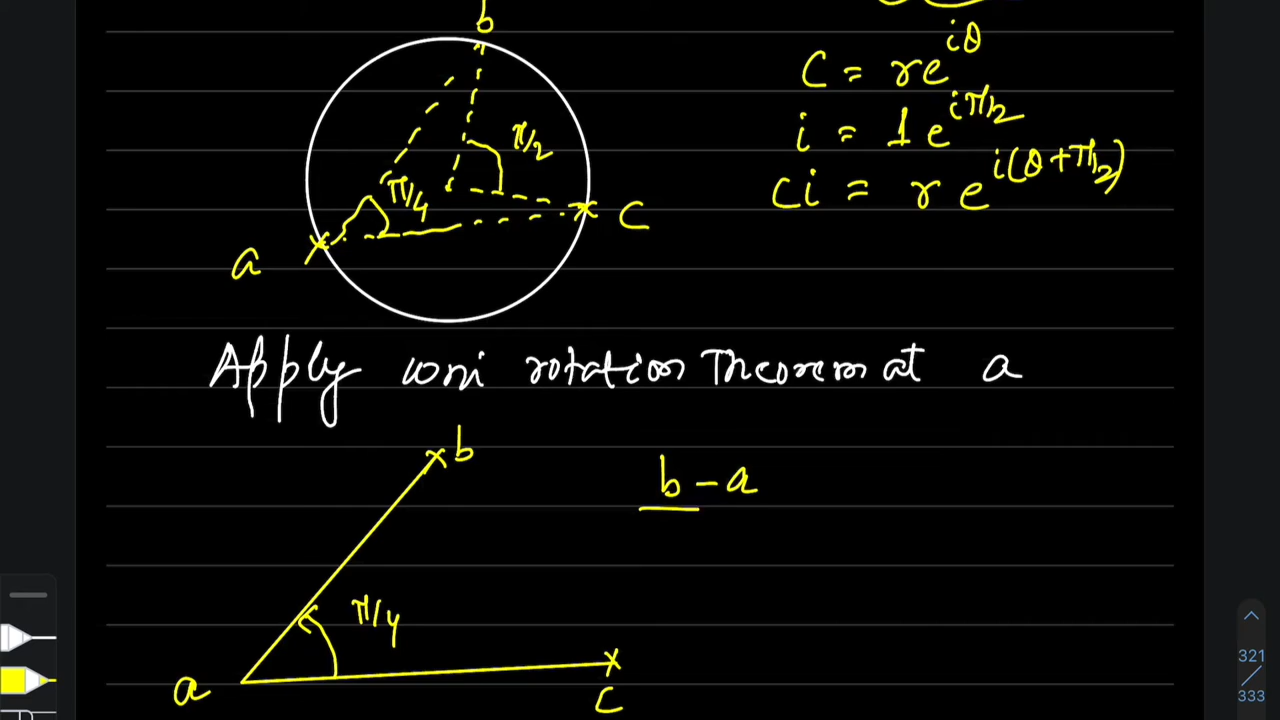 b
π/2
π/4
a
C
C = re^{iθ}
i = 1e^{iπ/2}
Ci = re^{i(θ+π/2)}
Apply coni rotation Theorem at a
b
b - a
π/4
a
C
321
333